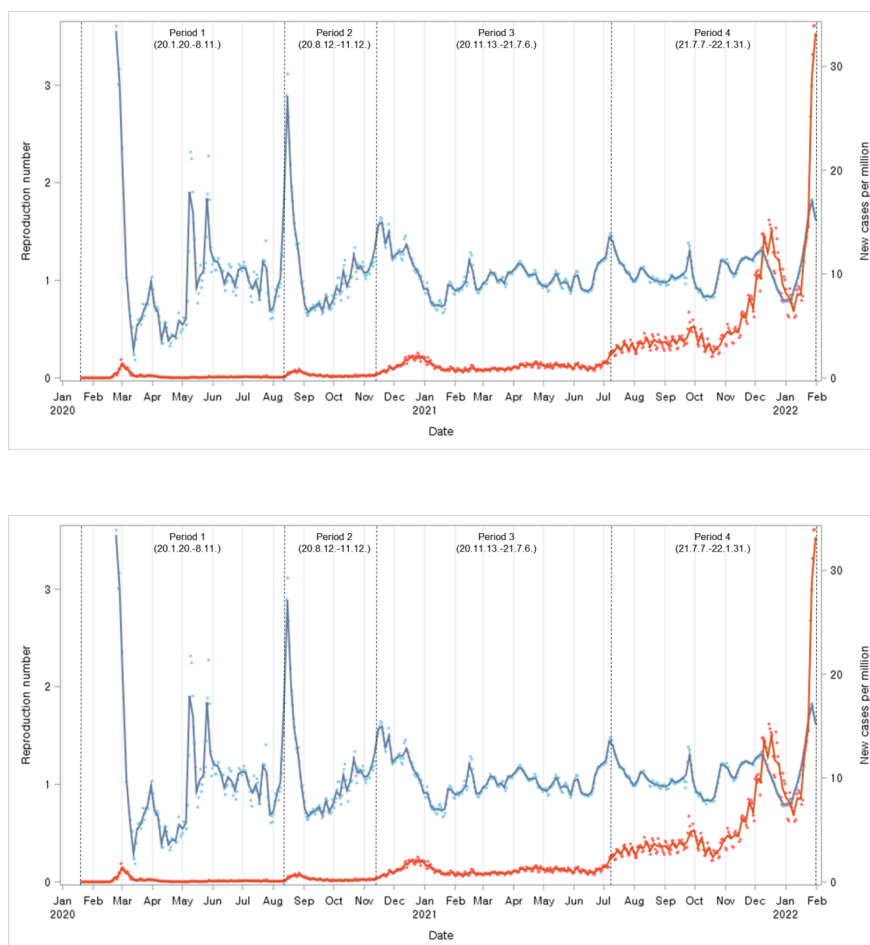 Period 1
(20.1.20.-8.11.)
Period 2
(20.8.12.-11.12.)
Period 3
(20.11.13.-21.7.6.)
Period 4
(21.7.7.-22.1.31.)
Reproduction number
3
2
1
0
New cases per million
30
20
10
0
Jan Feb Mar Apr May Jun Jul Aug Sep Oct Nov Dec Jan Feb Mar Apr May Jun Jul Aug Sep Oct Nov Dec Jan Feb
2020 2021 2022
Date
Period 1
(20.1.20.-8.11.)
Period 2
(20.8.12.-11.12.)
Period 3
(20.11.13.-21.7.6.)
Period 4
(21.7.7.-22.1.31.)
Reproduction number
3
2
1
0
New cases per million
30
20
10
0
Jan Feb Mar Apr May Jun Jul Aug Sep Oct Nov Dec Jan Feb Mar Apr May Jun Jul Aug Sep Oct Nov Dec Jan Feb
2020 2021 2022
Date